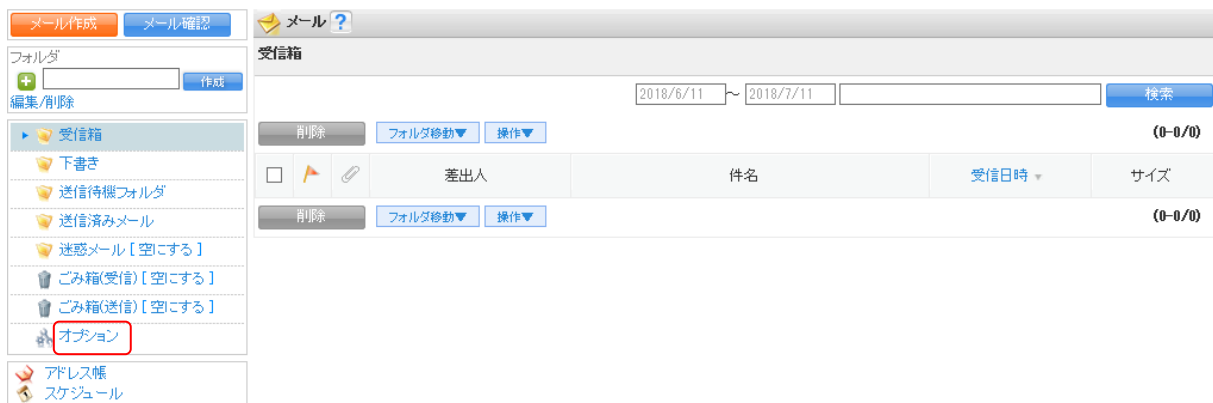 メール作成 メール確認
フォルダ
作成
編集/削除
受信箱
下書き
送信待機フォルダ
送信済みメール
迷惑メール [ 空にする ]
ごみ箱(受信) [ 空にする ]
ごみ箱(送信) [ 空にする ]
オプション
アドレス帳
スケジュール
メール ?
受信箱
2018/6/11 ～ 2018/7/11 検索
削除 フォルダ移動▼ 操作▼ (0-0/0)
差出人 件名 受信日時 ▼ サイズ
削除 フォルダ移動▼ 操作▼ (0-0/0)